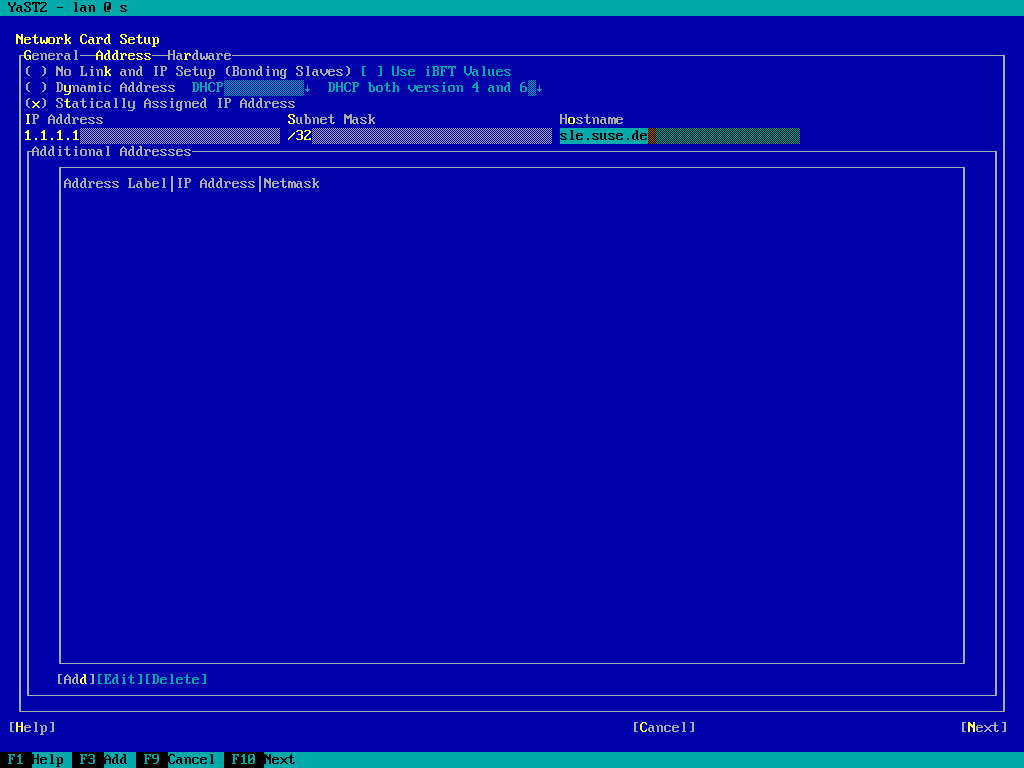 YaST2 - lan @ s
Network Card Setup
General Address Hardware
( ) No Link and IP Setup (Bonding Slaves) [ ] Use iBFT Values
( ) Dynamic Address DHCP ↓ DHCP both version 4 and 6 ↓
(x) Statically Assigned IP Address
IP Address Subnet Mask Hostname
1.1.1.1 /32 sle.suse.de
Additional Addresses
Address Label|IP Address|Netmask
[Add][Edit][Delete]
[Help] [Cancel] [Next]
F1 Help F3 Add F9 Cancel F10 Next